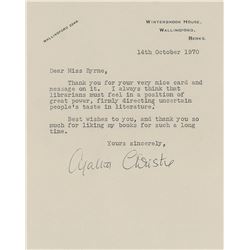 WALLINGFORD 2248.
WINTERBROOK HOUSE,
WALLINGFORD,
BERKS.
14th October 1970
Dear Miss Byrne,
Thank you for your very nice card and
message on it. I always think that
librarians must feel in a position of
great power, firmly directing uncertain
people's taste in literature.
Best wishes to you, and thank you so
much for liking my books for such a
long time.
Yours sincerely,
Agatha Christie